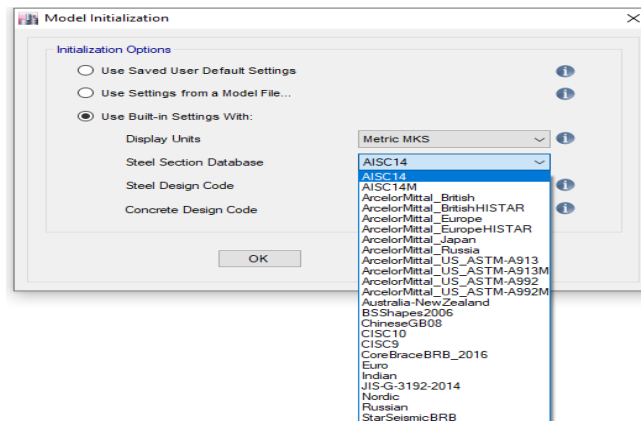 Model Initialization
Initialization Options
Use Saved User Default Settings
Use Settings from a Model File...
Use Built-in Settings With:
Display Units Metric MKS
Steel Section Database AISC14
AISC14
Steel Design Code
AISC14M
ArcelorMittal_British
Concrete Design Code
ArcelorMittal_BritishHISTAR
ArcelorMittal_Europe
ArcelorMittal_EuropeHISTAR
ArcelorMittal_Japan
ArcelorMittal_Russia
OK
ArcelorMittal_US_ASTM-A913
ArcelorMittal_US_ASTM-A913M
ArcelorMittal_US_ASTM-A992
ArcelorMittal_US_ASTM-A992M
Australia-NewZealand
BSShapes2006
ChineseGB08
CISC10
CISC9
CoreBraceBRB_2016
Euro
Indian
JIS-G-3192-2014
Nordic
Russian
StarSeismicBRB